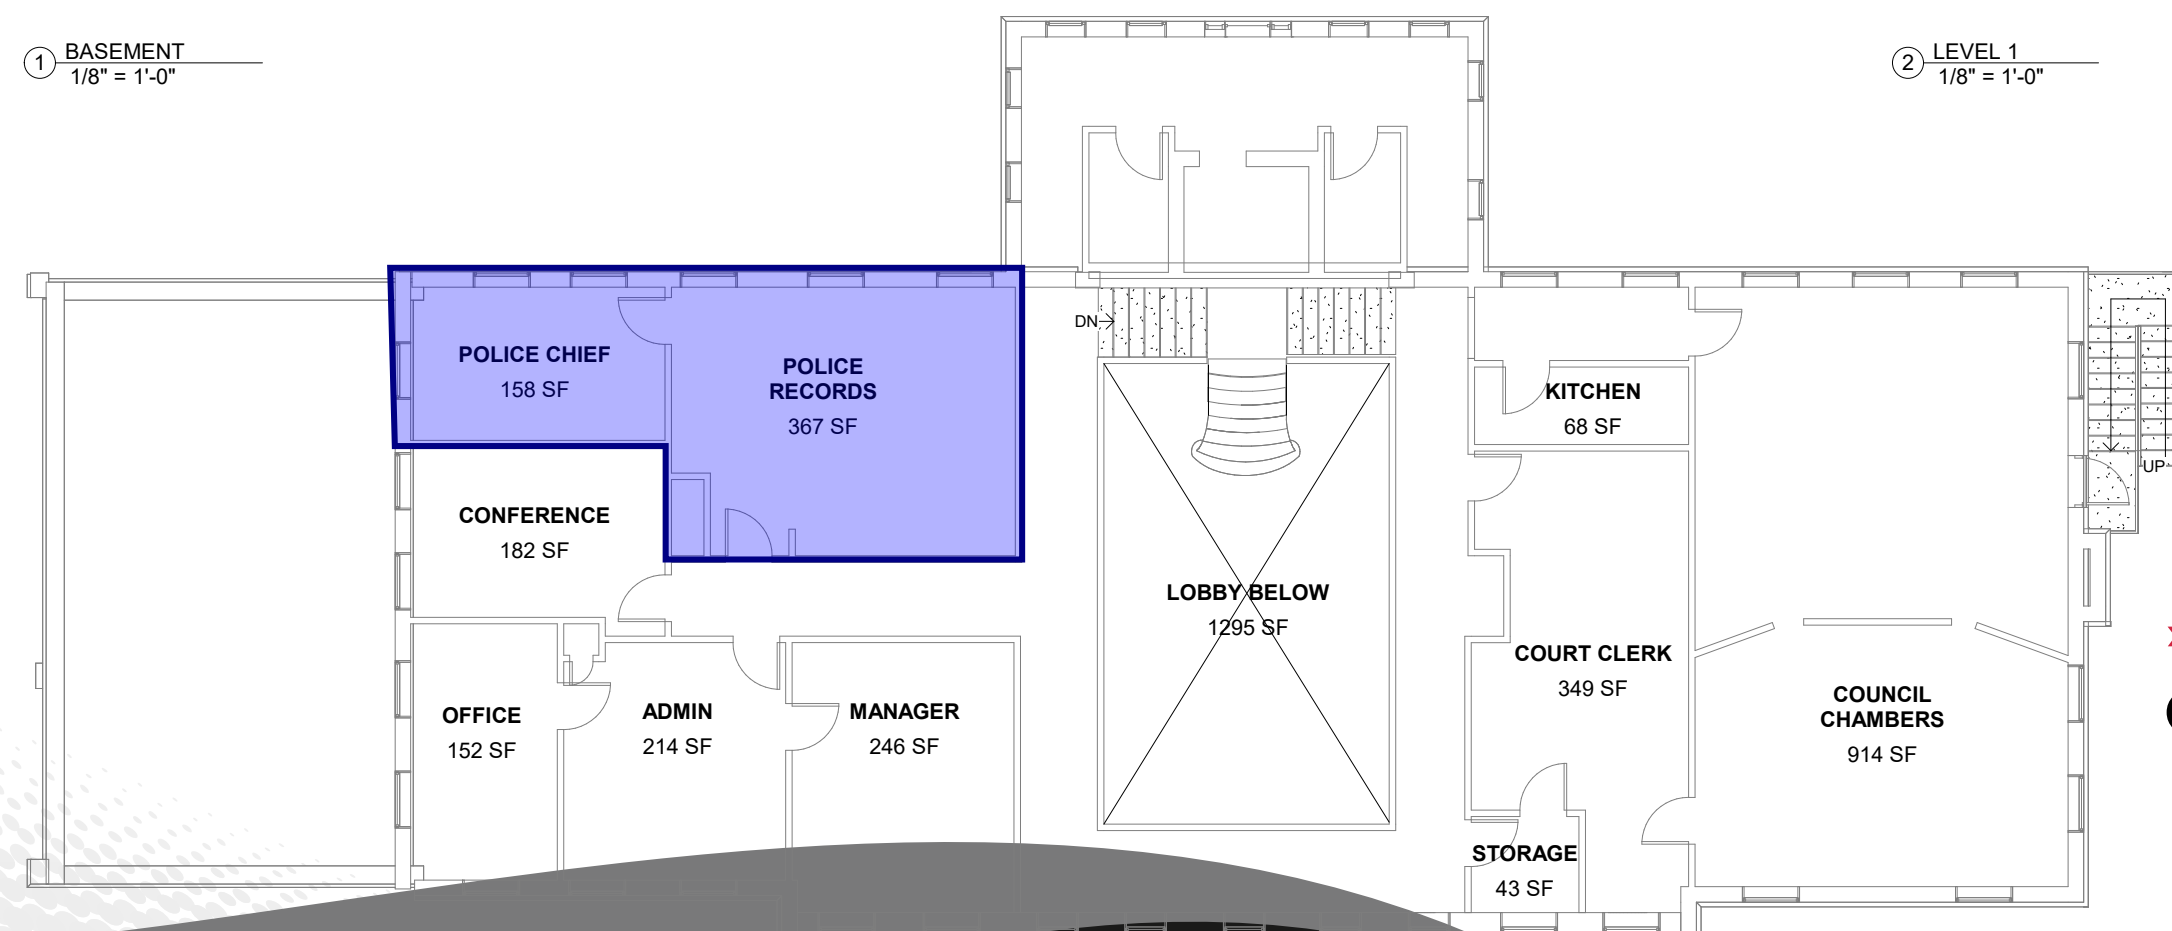 1 BASEMENT
1/8" = 1'-0"
2 LEVEL 1
1/8" = 1'-0"
DN
POLICE CHIEF
158 SF
POLICE
RECORDS
367 SF
KITCHEN
68 SF
UP
CONFERENCE
182 SF
LOBBY BELOW
1295 SF
COURT CLERK
349 SF
OFFICE
152 SF
ADMIN
214 SF
MANAGER
246 SF
COUNCIL
CHAMBERS
914 SF
STORAGE
43 SF